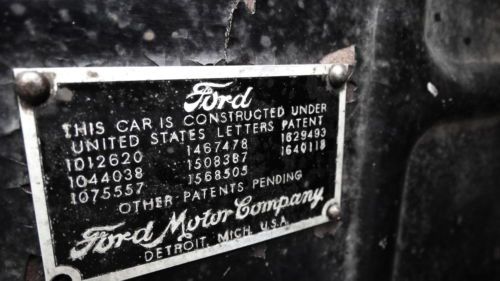 Ford
THIS CAR IS CONSTRUCTED UNDER
UNITED STATES LETTERS PATENT
1012620 1467478 1629493
1044038 1508387 1640118
1075557 1568505
OTHER PATENTS PENDING
Ford Motor Company
DETROIT, MICH. U.S.A.